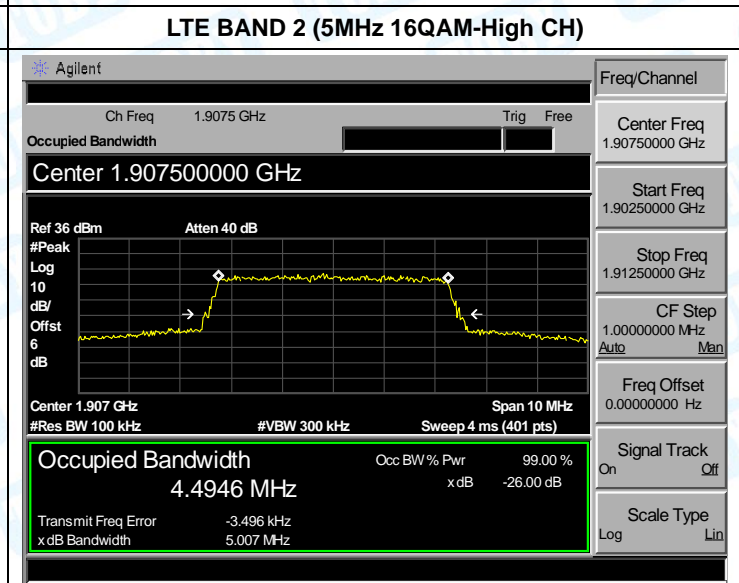 LTE BAND 2 (5MHz 16QAM-High CH)
Agilent
Freq/Channel
Ch Freq 1.9075 GHz Trig Free
Occupied Bandwidth
Center 1.907500000 GHz
Ref 36 dBm Atten 40 dB
#Peak
Log
10
dB/
Offst
6
dB
Center 1.907 GHz Span 10 MHz
#Res BW 100 kHz #VBW 300 kHz Sweep 4 ms (401 pts)
Occupied Bandwidth
4.4946 MHz
Occ BW % Pwr 99.00 %
x dB -26.00 dB
Transmit Freq Error -3.496 kHz
x dB Bandwidth 5.007 MHz
Center Freq
1.90750000 GHz
Start Freq
1.90250000 GHz
Stop Freq
1.91250000 GHz
CF Step
1.00000000 MHz
Auto Man
Freq Offset
0.00000000 Hz
Signal Track
On Off
Scale Type
Log Lin